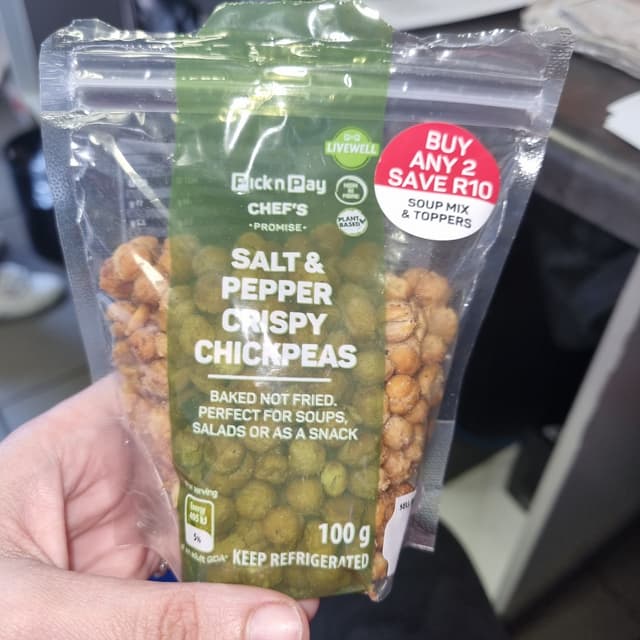 LIVEWELL
Pick n Pay
CHEF'S
•PROMISE•
PLANT
BASED
BUY
ANY 2
SAVE R10
SOUP MIX
& TOPPERS
SALT &
PEPPER
CRISPY
CHICKPEAS
BAKED NOT FRIED.
PERFECT FOR SOUPS,
SALADS OR AS A SNACK
serving
100 g
KEEP REFRIGERATED